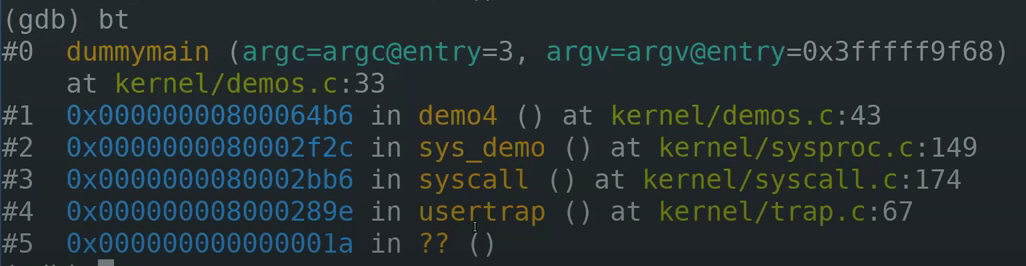 (gdb) bt
#0  dummymain (argc=argc@entry=3, argv=argv@entry=0x3fffff9f68)
    at kernel/demos.c:33
#1  0x00000000800064b6 in demo4 () at kernel/demos.c:43
#2  0x0000000080002f2c in sys_demo () at kernel/sysproc.c:149
#3  0x0000000080002bb6 in syscall () at kernel/syscall.c:174
#4  0x000000008000289e in usertrap () at kernel/trap.c:67
#5  0x000000000000001a in ?? ()